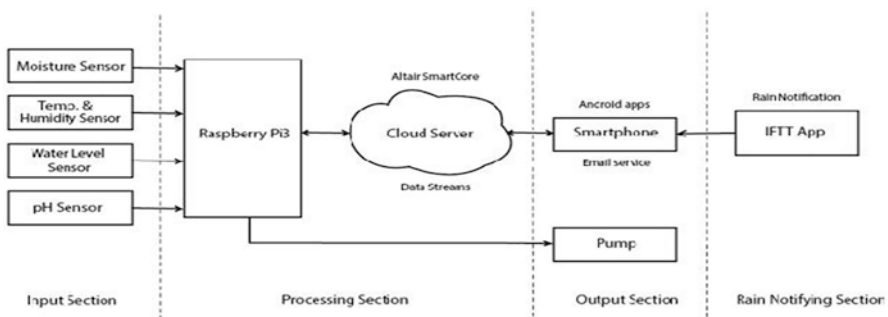 Moisture Sensor
Temp. &
Humidity Sensor
Water Level
Sensor
pH Sensor
Raspberry Pi3
Altair SmartCore
Cloud Server
Data Streams
Android apps
Smartphone
Email service
Pump
Rain Notification
IFTT App
Input Section
Processing Section
Output Section
Rain Notifying Section